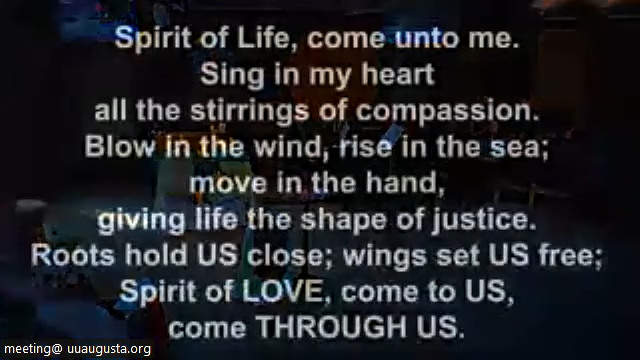 Spirit of Life, come unto me.
Sing in my heart
all the stirrings of compassion.
Blow in the wind, rise in the sea;
move in the hand,
giving life the shape of justice.
Roots hold US close; wings set US free;
Spirit of LOVE, come to US,
come THROUGH US.
meeting@ uuaugusta.org